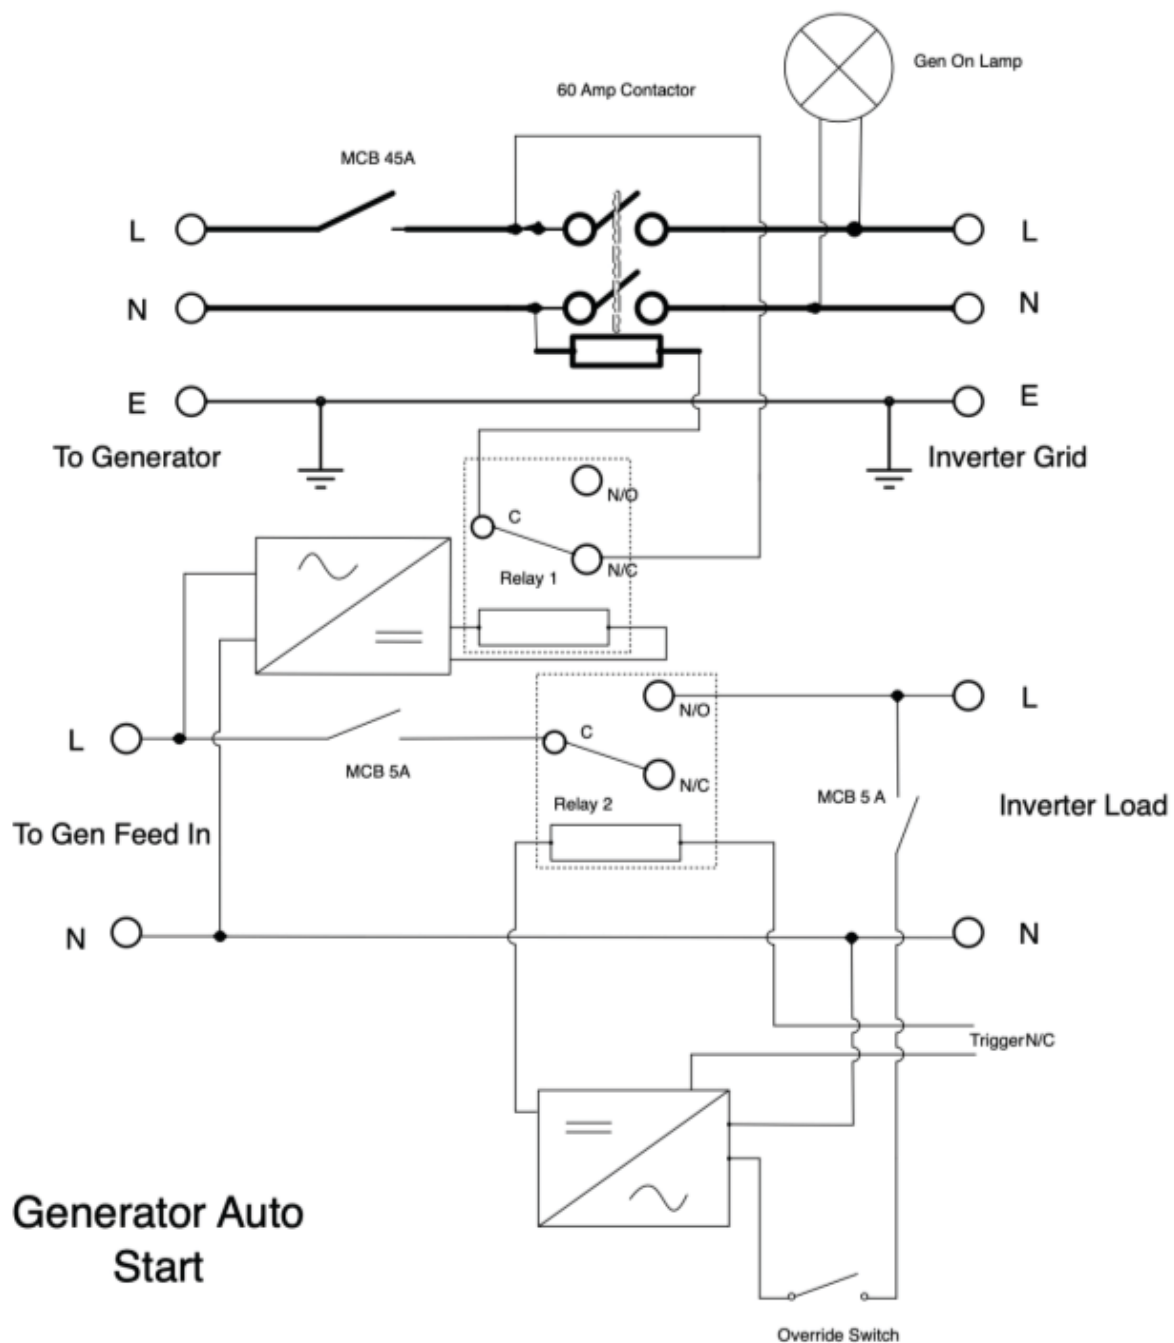 Gen On Lamp
60 Amp Contactor
MCB 45A
L
L
N
N
E
E
To Generator
Inverter Grid
N/O
C
N/C
Relay 1
N/O
L
L
C
MCB 5A
N/C
MCB 5 A
Inverter Load
Relay 2
To Gen Feed In
N
N
TriggerN/C
Generator Auto
Start
Override Switch